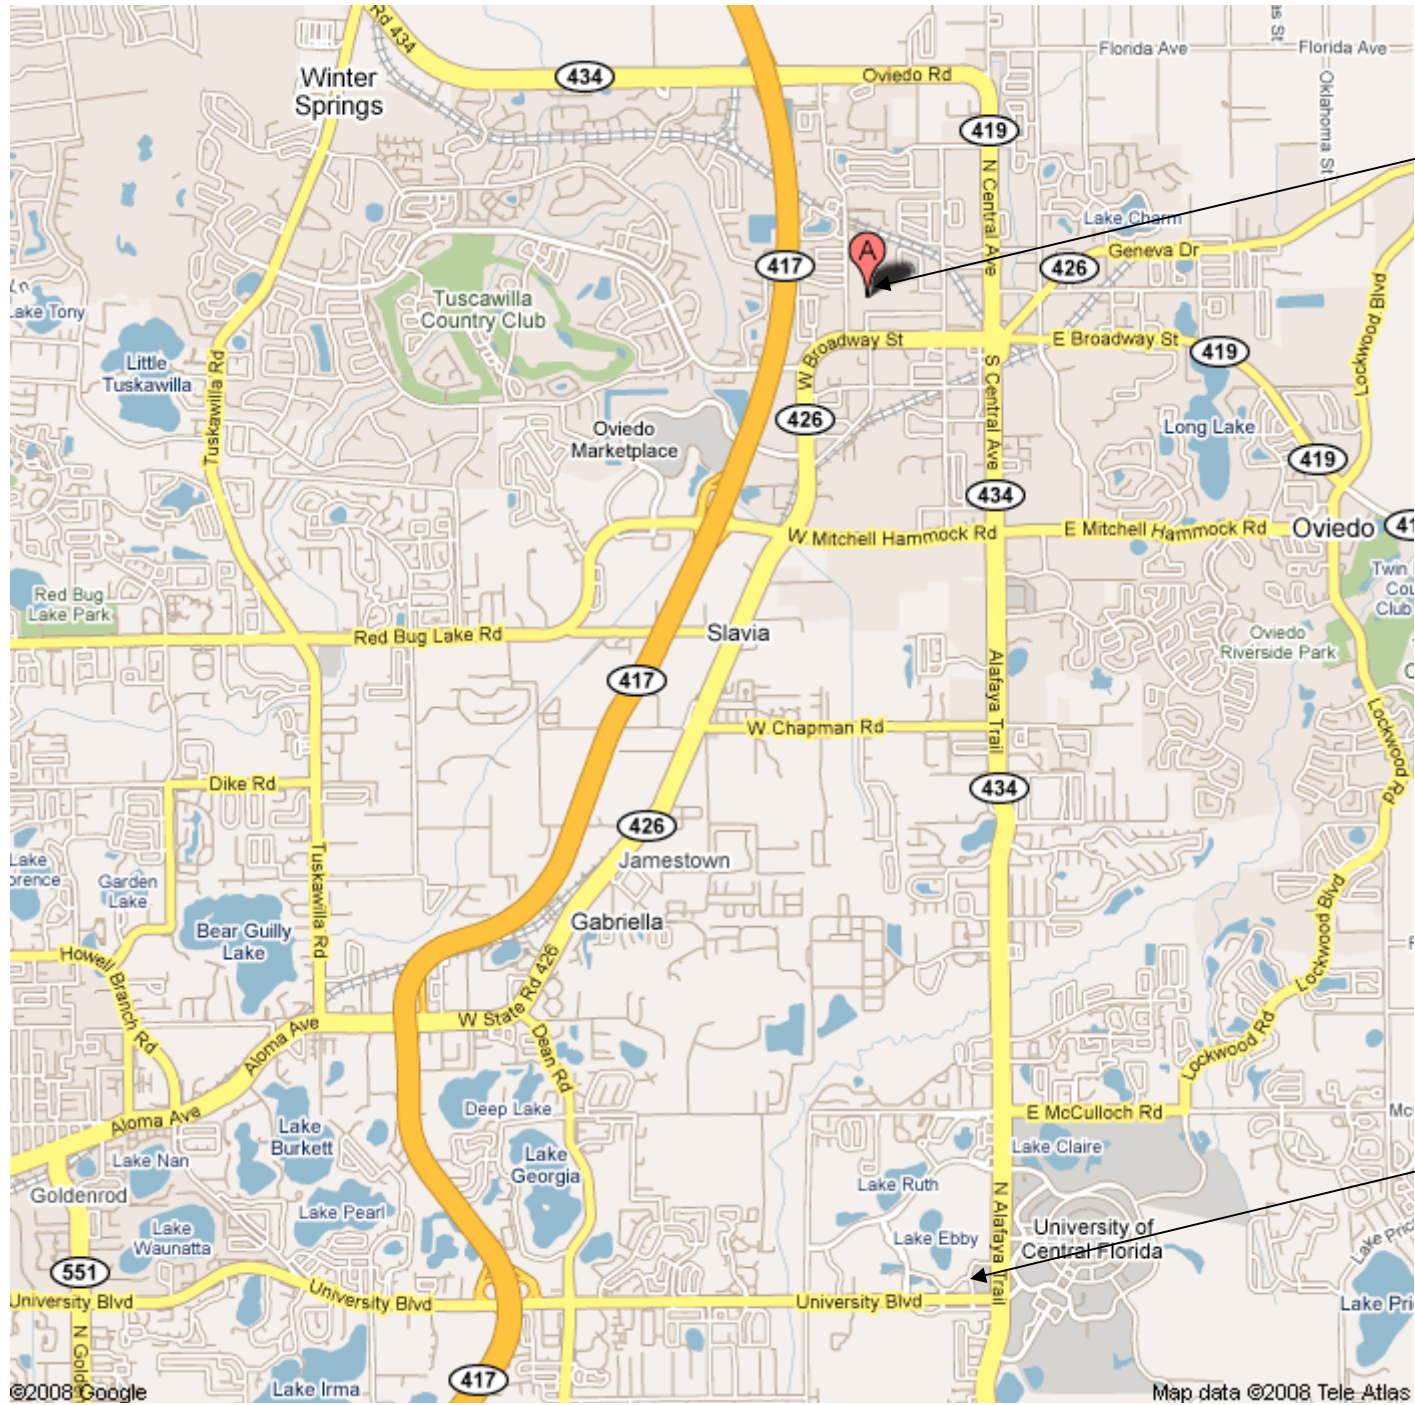 Rd 434
Winter
Springs
434
Oviedo Rd
Florida Ave
Florida Ave
Oklahoma St
419
N Central Ave
Lake Charm
Geneva Dr
426
A
417
Lake Tony
Tuscawilla
Country Club
Little
Tuskawilla
Tuskawilla Rd
W Broadway St
E Broadway St
419
Lockwood Blvd
S Central Ave
426
Oviedo
Marketplace
Long Lake
419
434
W Mitchell Hammock Rd
E Mitchell Hammock Rd
Oviedo
Red Bug
Lake Park
Red Bug Lake Rd
Slavia
Oviedo
Riverside Park
Twin
Club
417
Alafaya Trail
W Chapman Rd
Lockwood Rd
Dike Rd
434
426
Jamestown
Lake
Garden
Lake
Tuskawilla Rd
Gabriella
Bear Guilly
Lake
Lockwood Blvd
Howell Branch Rd
W State Rd 426
Aloma Ave
Dean Rd
Lockwood Rd
Aloma Ave
Deep Lake
E McCulloch Rd
Lake
Burkett
Lake Claire
Lake Nan
Lake
Georgia
Goldenrod
Lake Ruth
Lake Pearl
N Alafaya Trail
University of
Central Florida
Lake
Waunatta
Lake Ebby
551
University Blvd
University Blvd
University Blvd
417
Lake Irma
©2008 Google
Map data ©2008 Tele Atlas